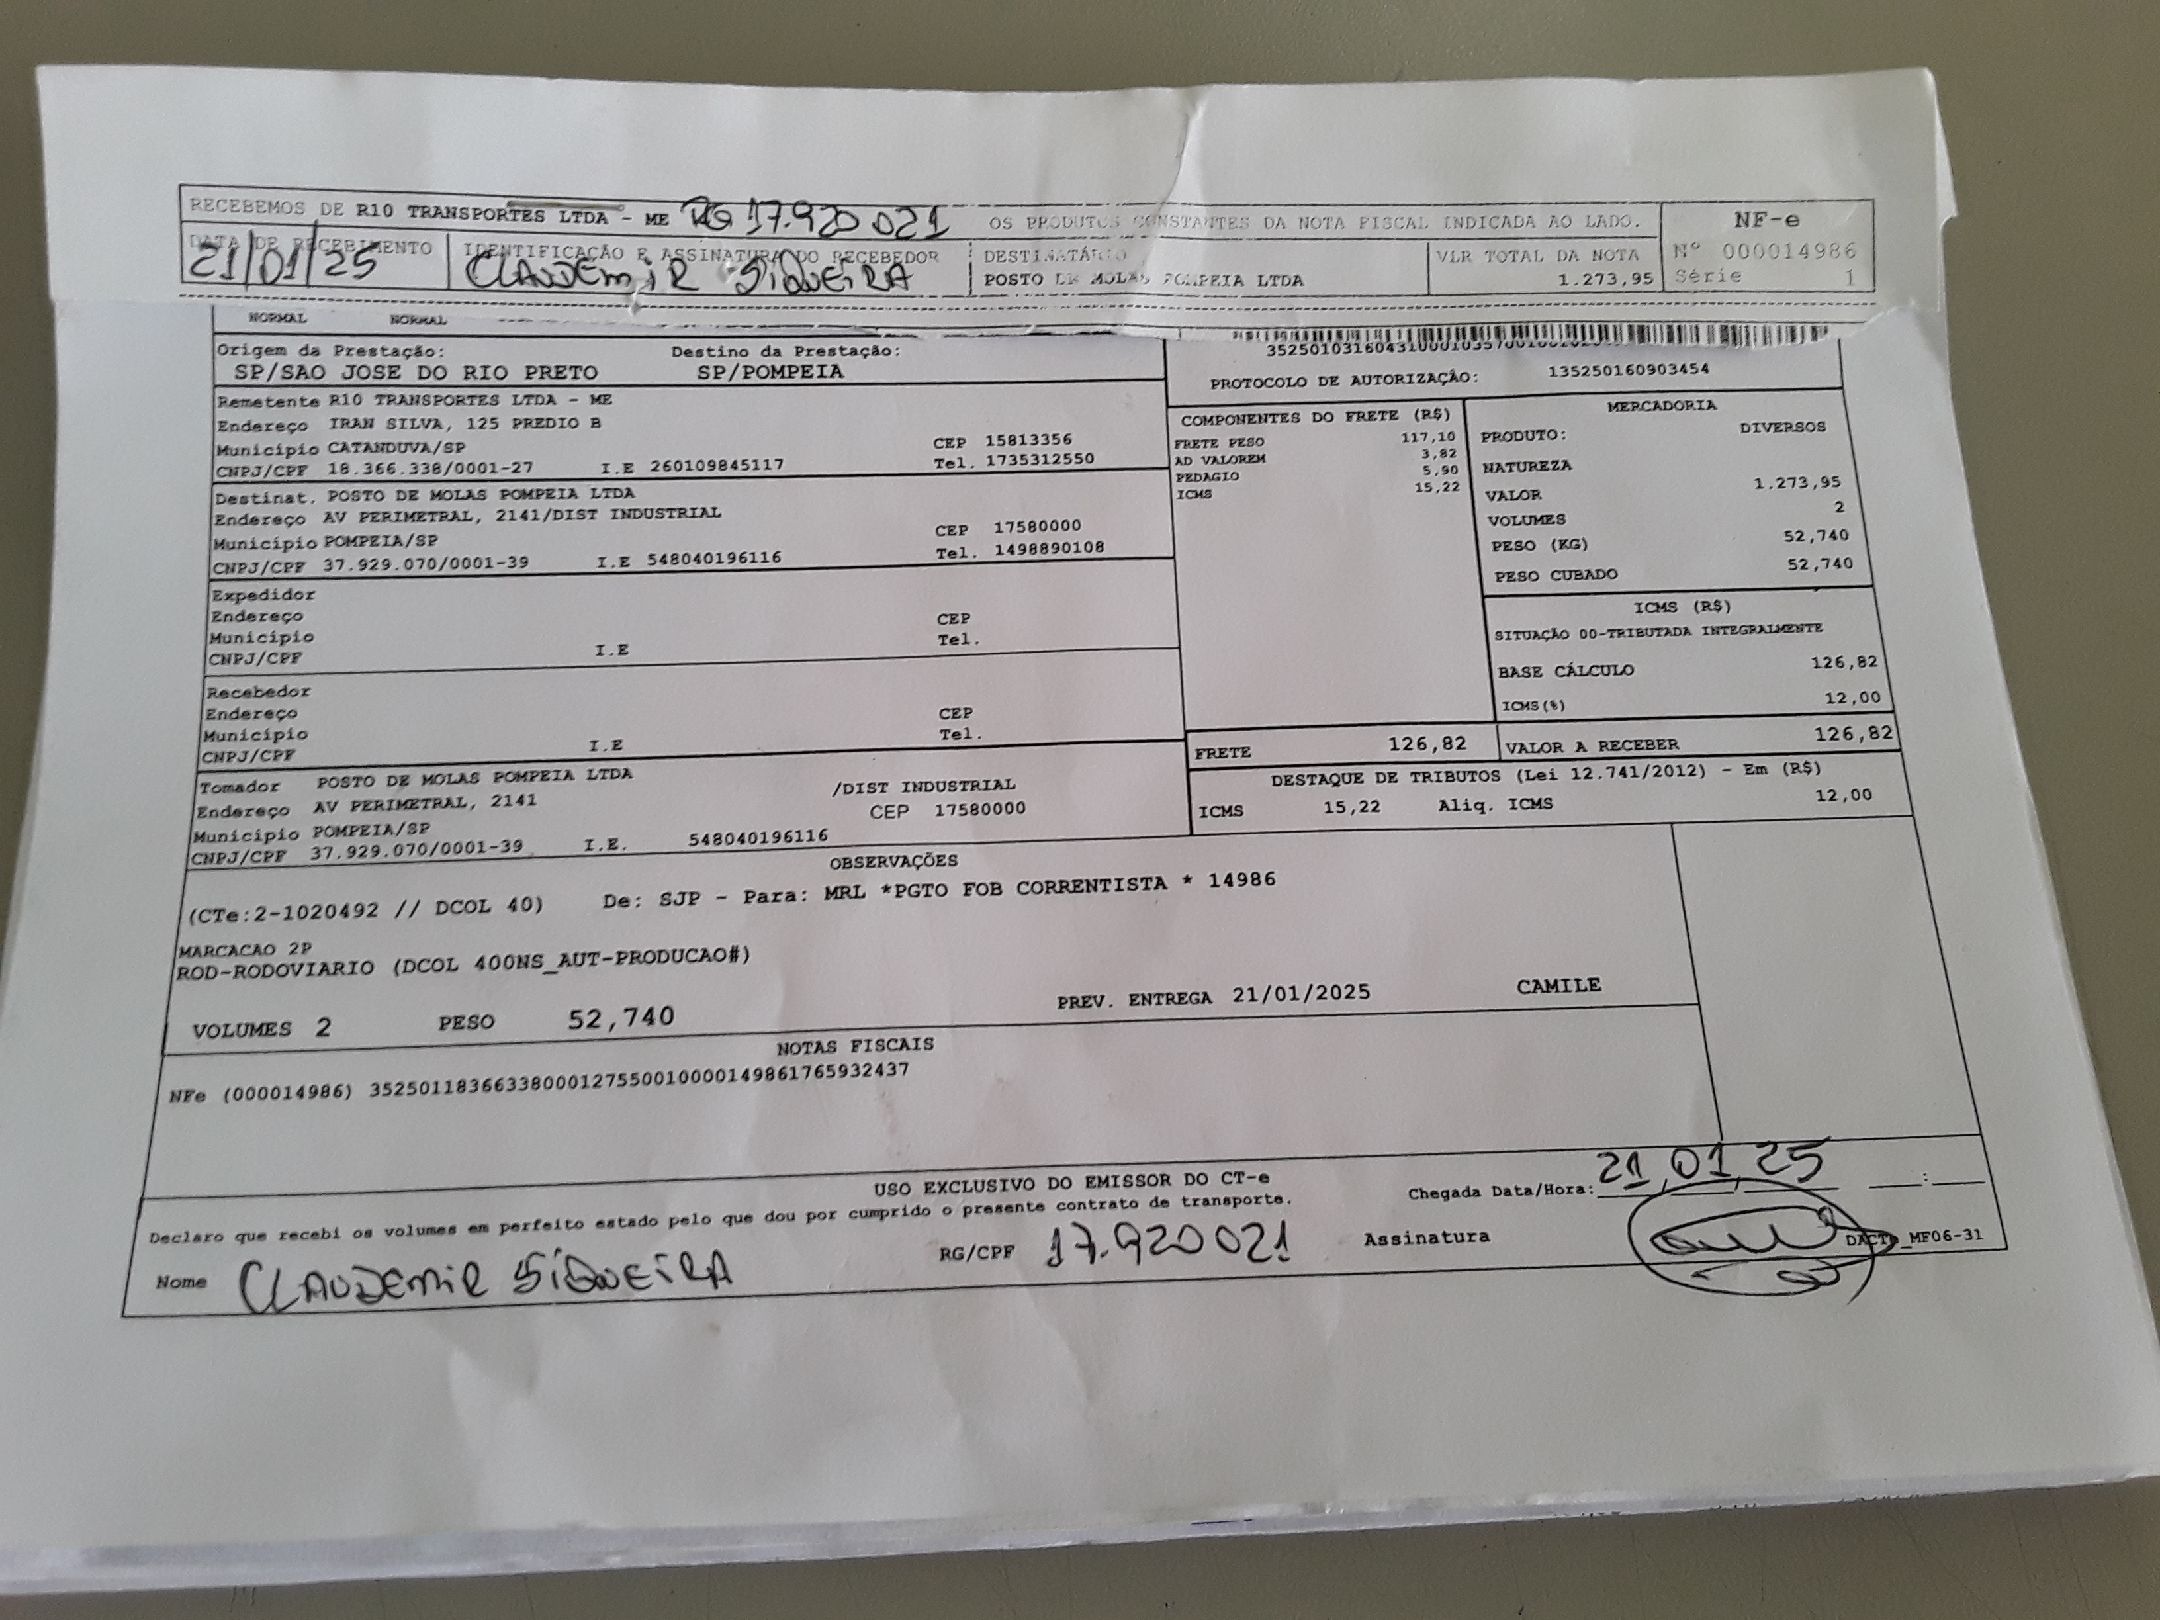 RECEBEMOS DE R10 TRANSPORTES LTDA - ME RG 17.920 021 OS PRODUTOS CONSTANTES DA NOTA FISCAL INDICADA AO LADO.
NF-e
Nº 000014986
Série 1
DATA DE RECEBIMENTO
21/01/25
IDENTIFICAÇÃO E ASSINATURA DO RECEBEDOR
CLAUDEMIR SIQUEIRA
DESTINATÁRIO
POSTO DE MOLAS POMPEIA LTDA
VLR TOTAL DA NOTA
1.273,95
NORMAL NORMAL
Origem da Prestação: Destino da Prestação:
SP/SAO JOSE DO RIO PRETO SP/POMPEIA
PROTOCOLO DE AUTORIZAÇÃO: 135250160903454
Remetente R10 TRANSPORTES LTDA - ME
Endereço IRAN SILVA, 125 PREDIO B
Município CATANDUVA/SP CEP 15813356
CNPJ/CPF 18.366.338/0001-27 I.E 260109845117 Tel. 1735312550
Destinat. POSTO DE MOLAS POMPEIA LTDA
Endereço AV PERIMETRAL, 2141/DIST INDUSTRIAL
Município POMPEIA/SP CEP 17580000
CNPJ/CPF 37.929.070/0001-39 I.E 548040196116 Tel. 1498890108
Expedidor
Endereço
Município CEP
CNPJ/CPF I.E Tel.
Recebedor
Endereço
Município CEP
CNPJ/CPF I.E Tel.
Tomador POSTO DE MOLAS POMPEIA LTDA
Endereço AV PERIMETRAL, 2141 /DIST INDUSTRIAL
Município POMPEIA/SP CEP 17580000
CNPJ/CPF 37.929.070/0001-39 I.E. 548040196116
COMPONENTES DO FRETE (R$)
FRETE PESO 117,10
AD VALOREM 3,82
PEDAGIO 5,90
ICMS 15,22
MERCADORIA
PRODUTO: DIVERSOS
NATUREZA
VALOR 1.273,95
VOLUMES 2
PESO (KG) 52,740
PESO CUBADO 52,740
ICMS (R$)
SITUAÇÃO 00-TRIBUTADA INTEGRALMENTE
BASE CÁLCULO 126,82
ICMS(%) 12,00
FRETE 126,82 VALOR A RECEBER 126,82
DESTAQUE DE TRIBUTOS (Lei 12.741/2012) - Em (R$)
ICMS 15,22 Aliq. ICMS 12,00
OBSERVAÇÕES
(CTe:2-1020492 // DCOL 40) De: SJP - Para: MRL *PGTO FOB CORRENTISTA * 14986
MARCACAO 2P
ROD-RODOVIARIO (DCOL 400NS_AUT-PRODUCAO#)
VOLUMES 2 PESO 52,740 PREV. ENTREGA 21/01/2025 CAMILE
NOTAS FISCAIS
NFe (000014986) 35250118366338000127550010000149861765932437
USO EXCLUSIVO DO EMISSOR DO CT-e
Declaro que recebi os volumes em perfeito estado pelo que dou por cumprido o presente contrato de transporte.
Chegada Data/Hora: 21 01 25 :
Nome CLAUDEMIR SIQUEIRA RG/CPF 17.920 021 Assinatura
DACTE_MF06-31